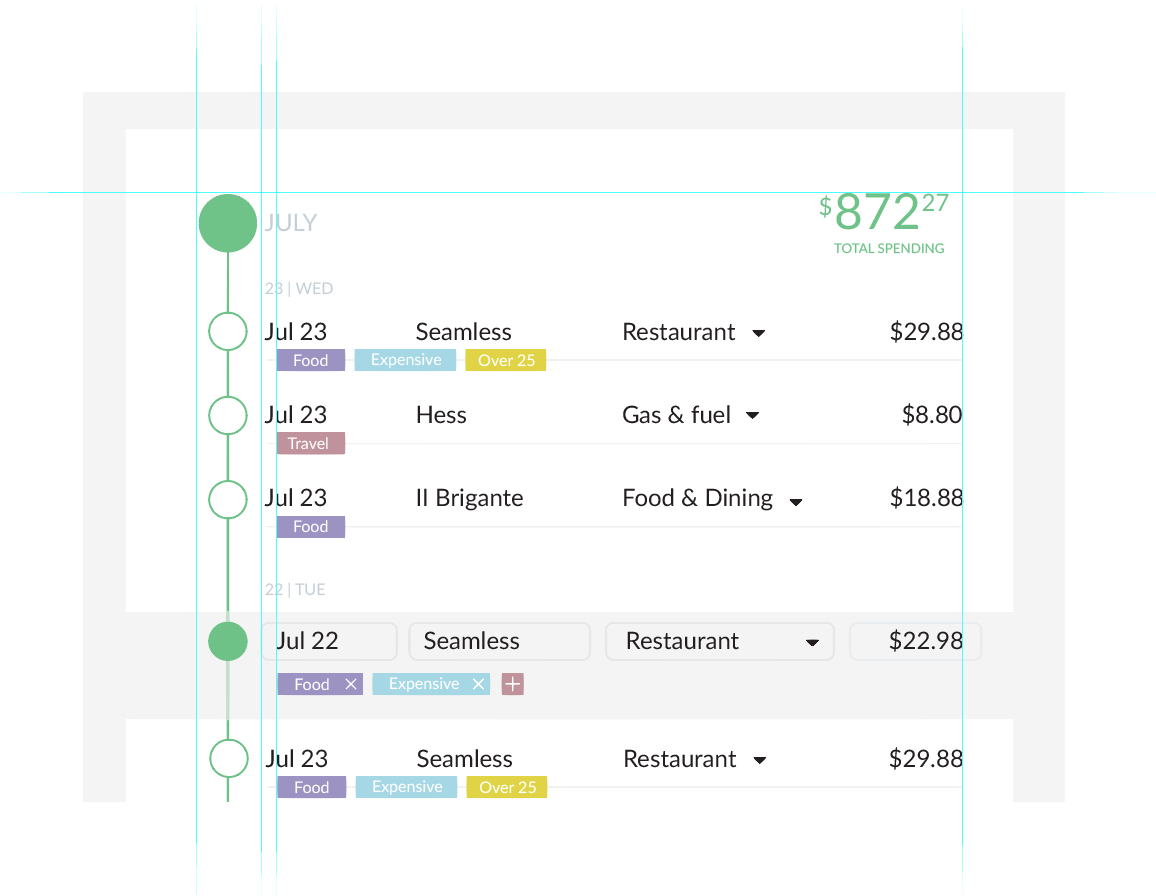 JULY $872 27
TOTAL SPENDING
23 | WED
Jul 23 Seamless Restaurant $29.88
Food Expensive Over 25
Jul 23 Hess Gas & fuel $8.80
Travel
Jul 23 Il Brigante Food & Dining $18.88
Food
22 | TUE
Jul 22 Seamless Restaurant $22.98
Food × Expensive × +
Jul 23 Seamless Restaurant $29.88
Food Expensive Over 25